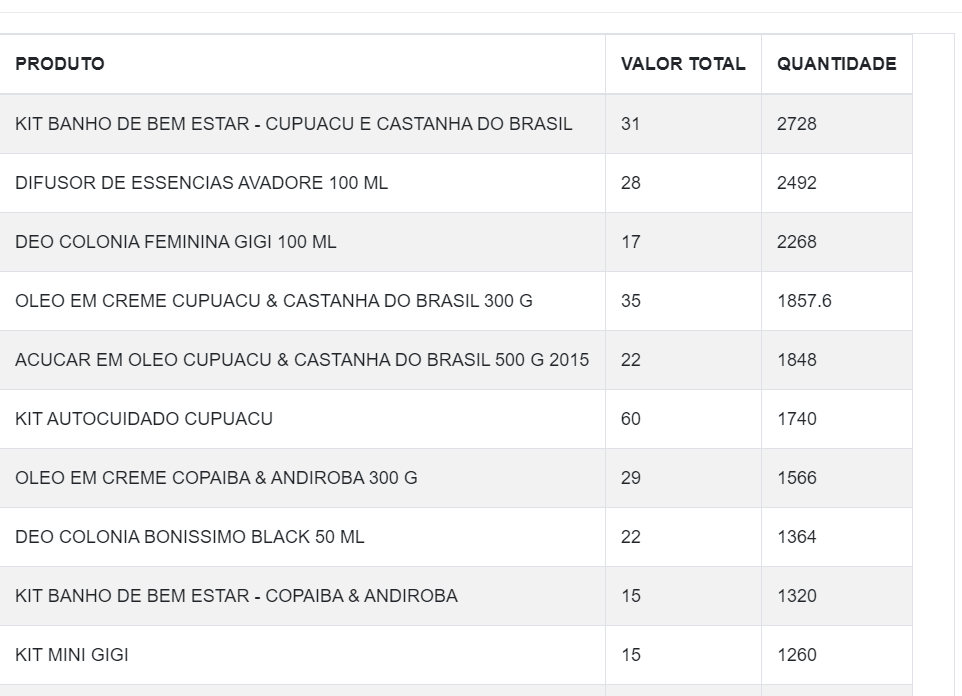 PRODUTO VALOR TOTAL QUANTIDADE
KIT BANHO DE BEM ESTAR - CUPUACU E CASTANHA DO BRASIL 31 2728
DIFUSOR DE ESSENCIAS AVADORE 100 ML 28 2492
DEO COLONIA FEMININA GIGI 100 ML 17 2268
OLEO EM CREME CUPUACU & CASTANHA DO BRASIL 300 G 35 1857.6
ACUCAR EM OLEO CUPUACU & CASTANHA DO BRASIL 500 G 2015 22 1848
KIT AUTOCUIDADO CUPUACU 60 1740
OLEO EM CREME COPAIBA & ANDIROBA 300 G 29 1566
DEO COLONIA BONISSIMO BLACK 50 ML 22 1364
KIT BANHO DE BEM ESTAR - COPAIBA & ANDIROBA 15 1320
KIT MINI GIGI 15 1260